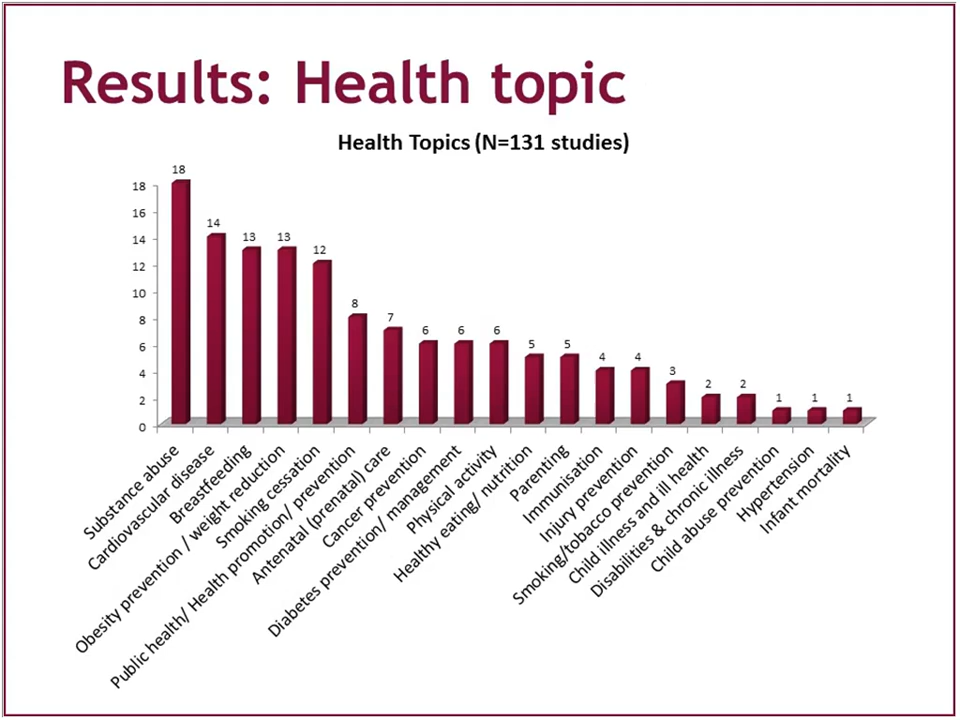 Results: Health topic
Health Topics (N=131 studies)
18
16
14
12
10
8
6
4
2
0
18
14
13
13
12
8
7
6
6
6
5
5
4
4
3
2
2
1
1
1
Substance abuse
Cardiovascular disease
Breastfeeding
Obesity prevention / weight reduction
Smoking cessation
Public health/ Health promotion/ prevention
Antenatal (prenatal) care
Cancer prevention
Diabetes prevention/ management
Physical activity
Healthy eating/ nutrition
Parenting
Immunisation
Injury prevention
Smoking/tobacco prevention
Child illness and ill health
Disabilities & chronic illness
Child abuse prevention
Hypertension
Infant mortality